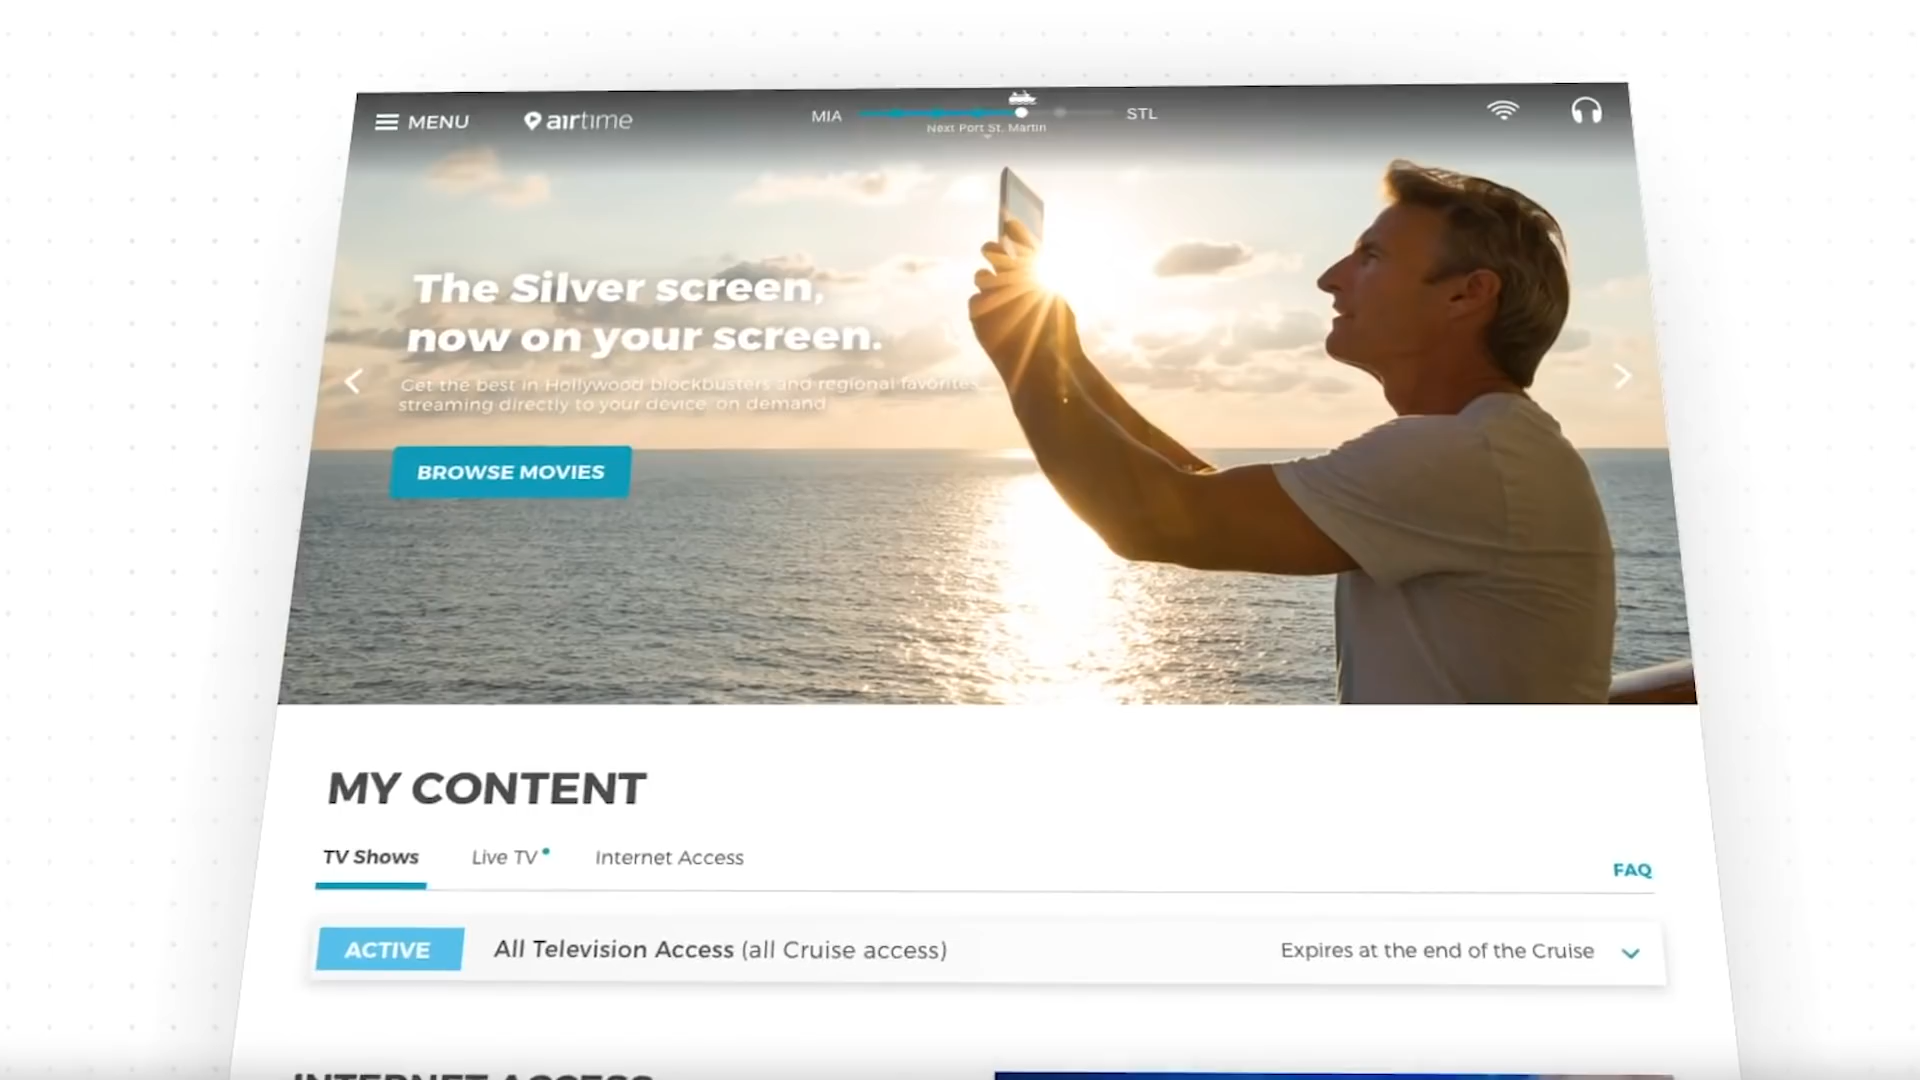 MENU
airtime
MIA
STL
Next Port St. Martin
The Silver screen,
now on your screen.
Get the best in Hollywood blockbusters and regional favorites,
streaming directly to your device, on demand
BROWSE MOVIES
MY CONTENT
TV Shows
Live TV
Internet Access
FAQ
ACTIVE
All Television Access (all Cruise access)
Expires at the end of the Cruise
INTERNET ACCESS